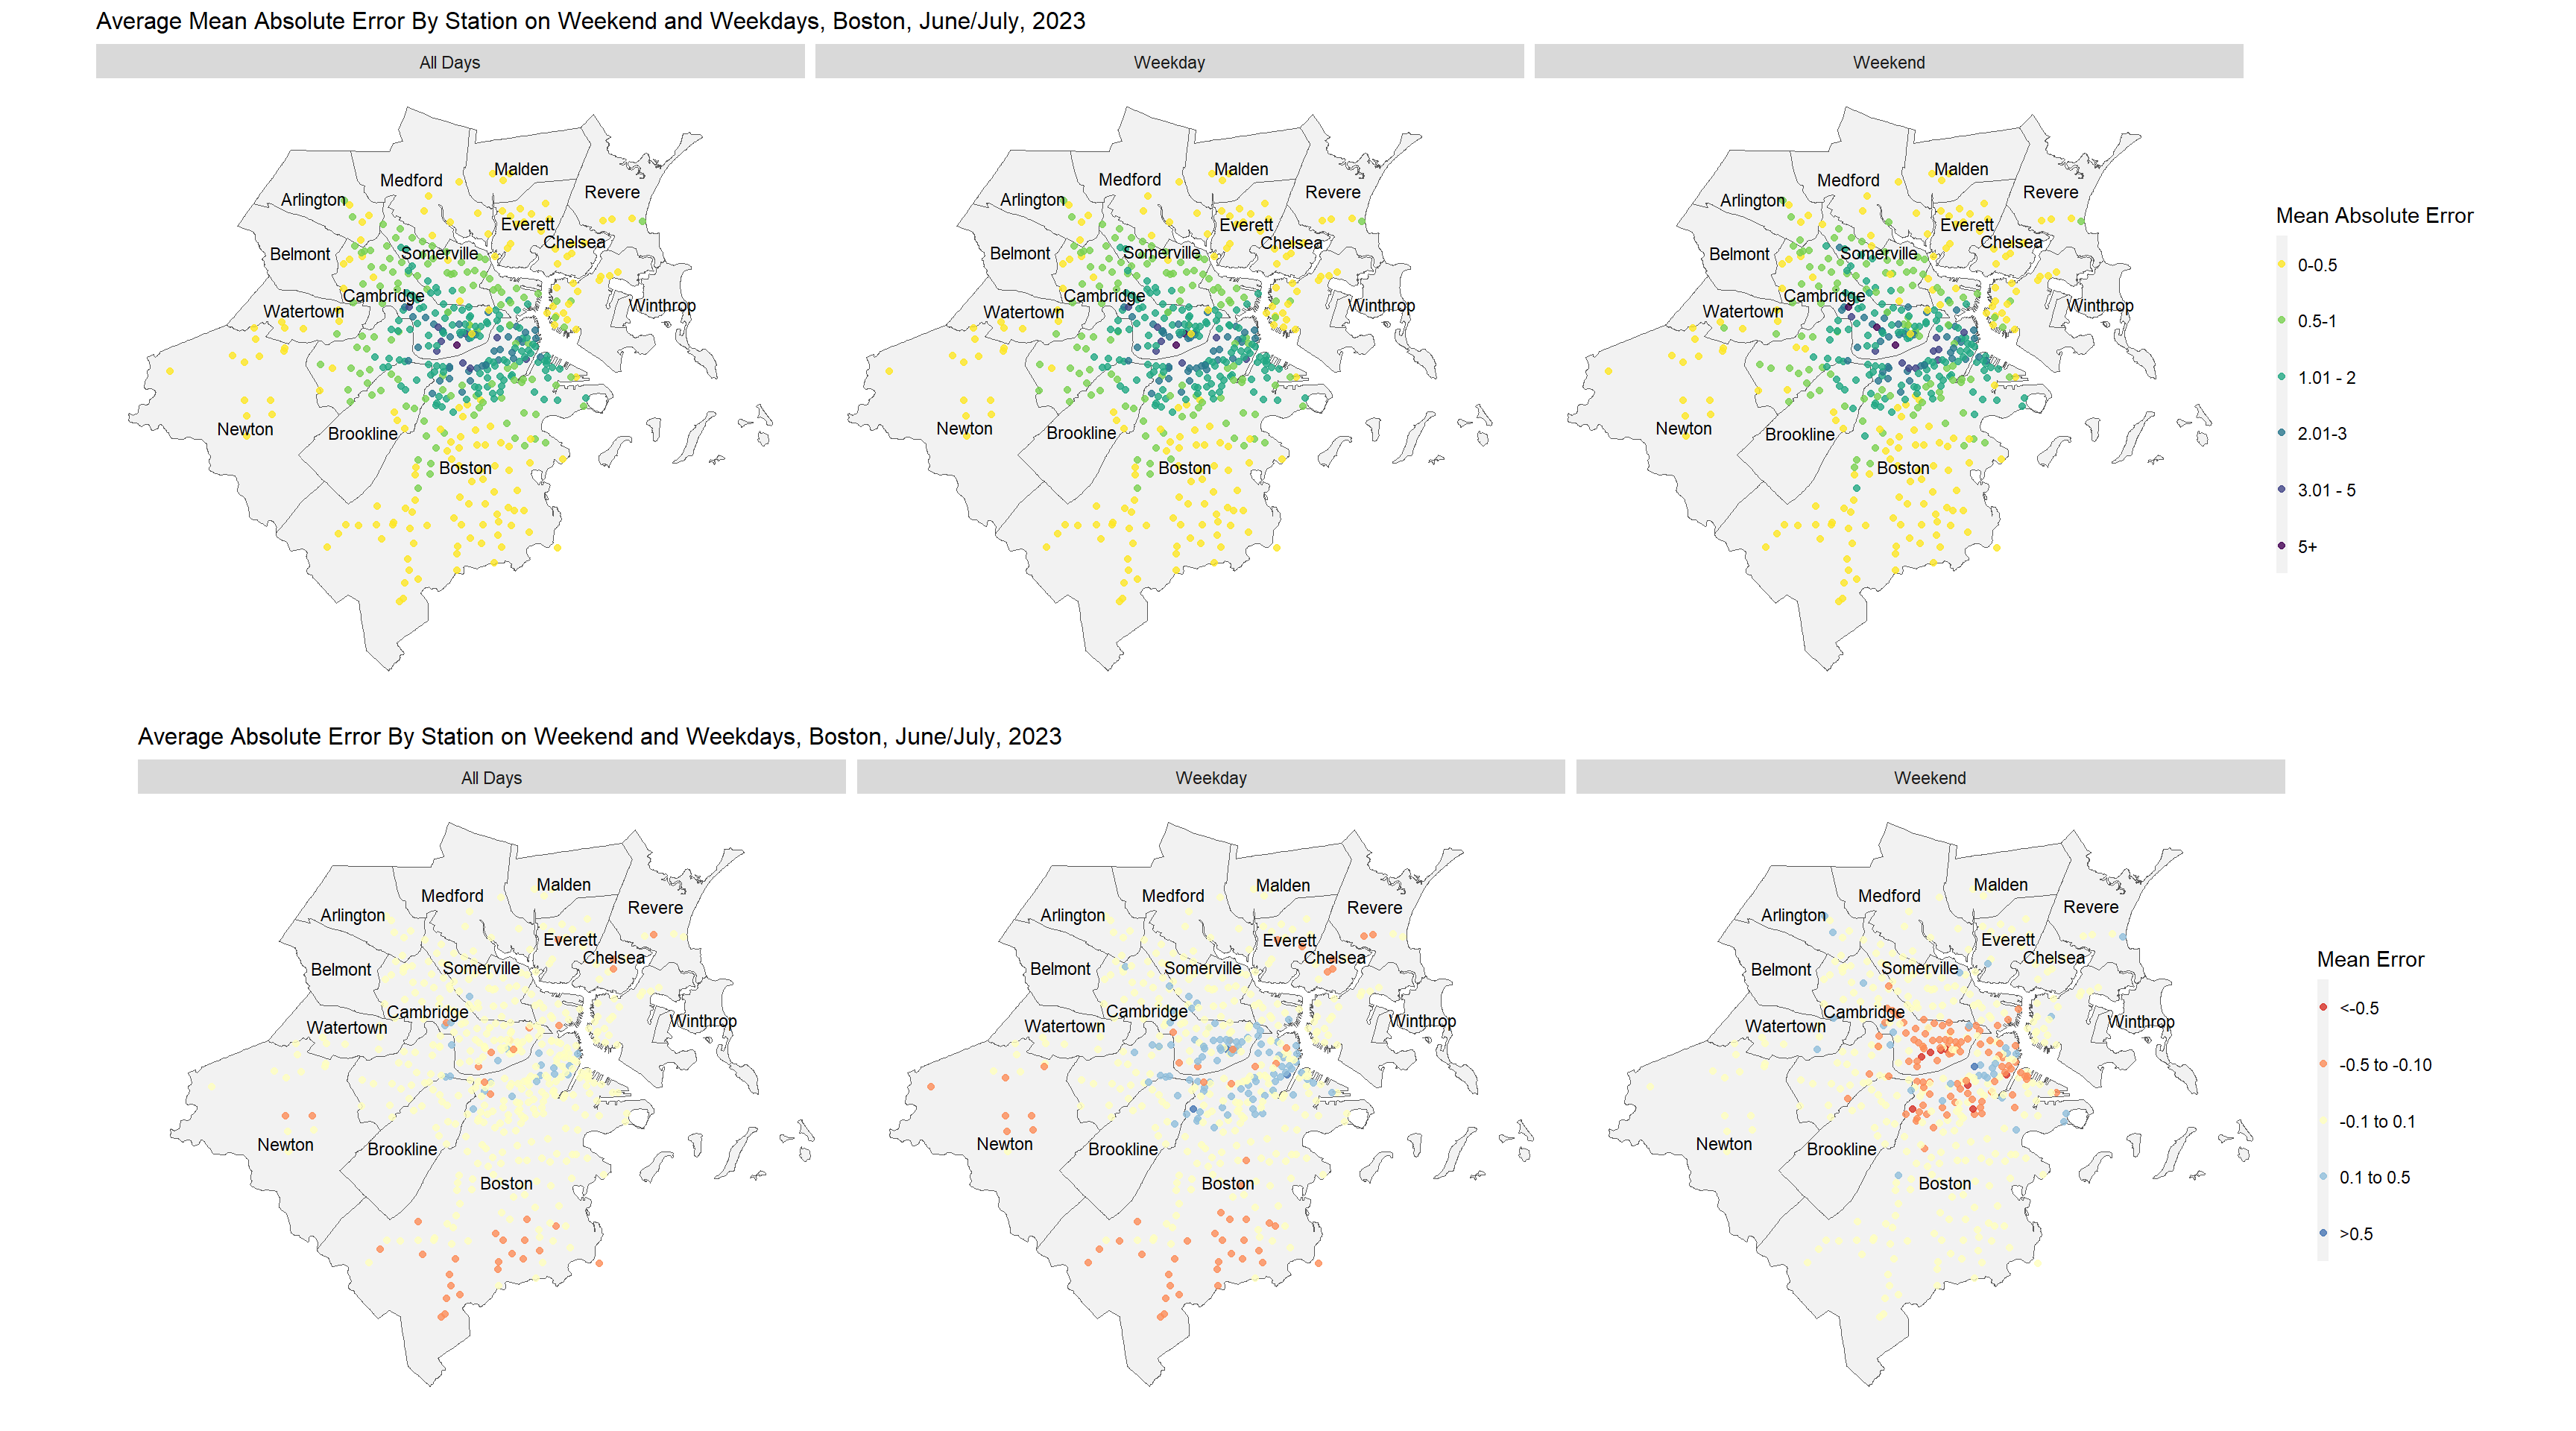 Average Mean Absolute Error By Station on Weekend and Weekdays, Boston, June/July, 2023
All Days
Weekday
Weekend
Malden
Medford
Revere
Arlington
Everett
Chelsea
Belmont
Somerville
Cambridge
Winthrop
Watertown
Newton
Brookline
Boston
Malden
Medford
Revere
Arlington
Everett
Chelsea
Belmont
Somerville
Cambridge
Winthrop
Watertown
Newton
Brookline
Boston
Malden
Medford
Revere
Arlington
Everett
Chelsea
Belmont
Somerville
Cambridge
Winthrop
Watertown
Newton
Brookline
Boston
Mean Absolute Error
0-0.5
0.5-1
1.01 - 2
2.01-3
3.01 - 5
5+
Average Absolute Error By Station on Weekend and Weekdays, Boston, June/July, 2023
All Days
Weekday
Weekend
Malden
Medford
Revere
Arlington
Everett
Chelsea
Belmont
Somerville
Cambridge
Winthrop
Watertown
Newton
Brookline
Boston
Malden
Medford
Revere
Arlington
Everett
Chelsea
Belmont
Somerville
Cambridge
Winthrop
Watertown
Newton
Brookline
Boston
Malden
Medford
Revere
Arlington
Everett
Chelsea
Belmont
Somerville
Cambridge
Winthrop
Watertown
Newton
Brookline
Boston
Mean Error
<-0.5
-0.5 to -0.10
-0.1 to 0.1
0.1 to 0.5
>0.5